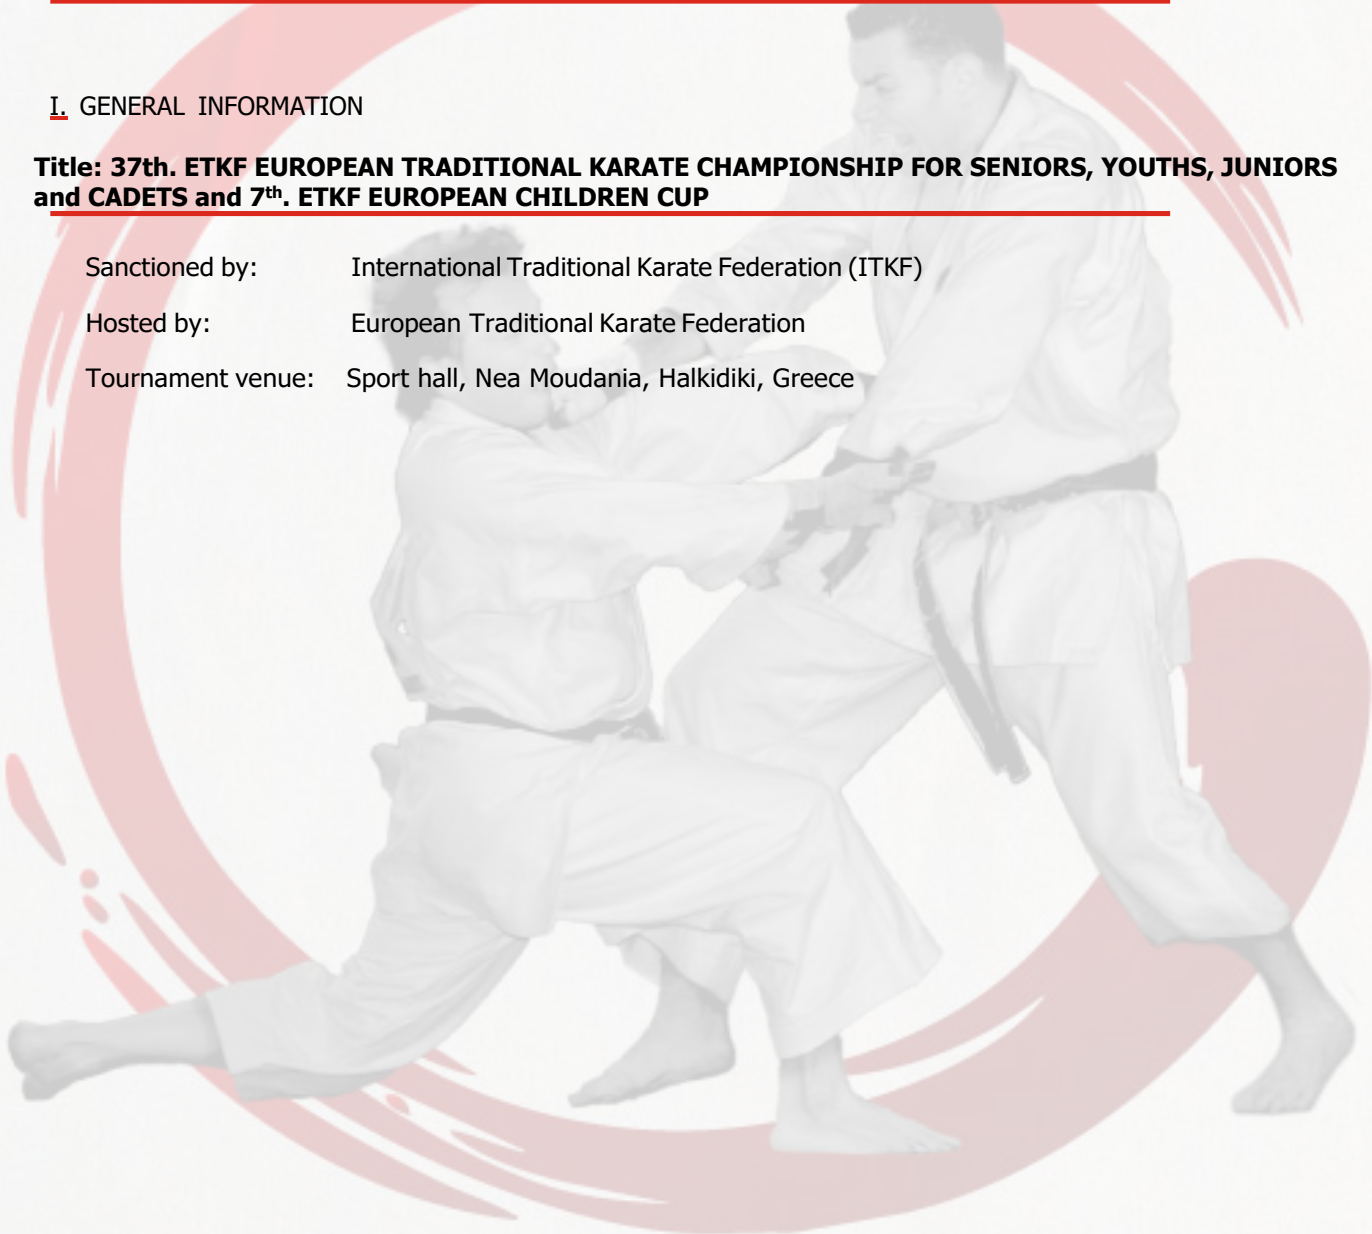 I. GENERAL INFORMATION
Title: 37th. ETKF EUROPEAN TRADITIONAL KARATE CHAMPIONSHIP FOR SENIORS, YOUTHS, JUNIORS
and CADETS and 7th. ETKF EUROPEAN CHILDREN CUP
Sanctioned by: International Traditional Karate Federation (ITKF)
Hosted by: European Traditional Karate Federation
Tournament venue: Sport hall, Nea Moudania, Halkidiki, Greece